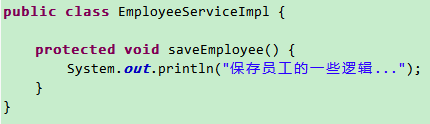 public class EmployeeServiceImpl {
protected void saveEmployee() {
System.out.println("保存员工的一些逻辑...");
}
}